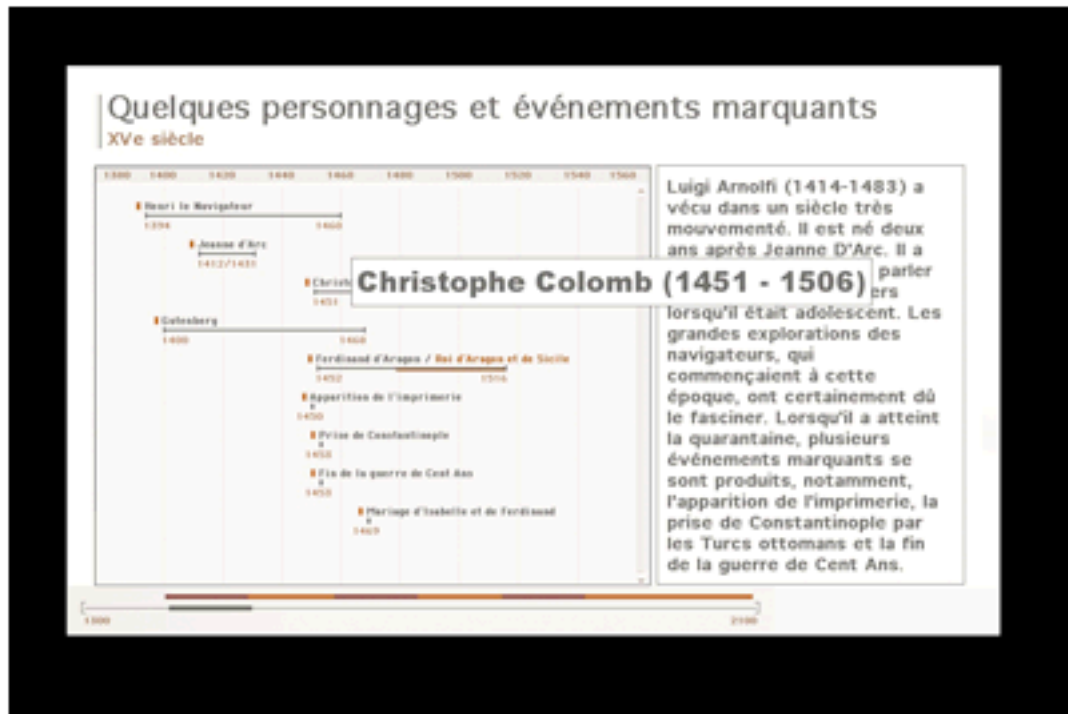 Quelques personnages et événements marquants
XVe siècle
1380 1400 1420 1440 1460 1480 1500 1520 1540 1560
Henri le Navigateur
1394 1460
Jeanne d'Arc
1412/1431
Christ
1451
Christophe Colomb (1451 - 1506)
Gutenberg
1400 1468
Ferdinand d'Aragon / Roi d'Aragon et de Sicile
1452 1516
Apparition de l'imprimerie
1450
Prise de Constantinople
1453
Fin de la guerre de Cent Ans
1453
Mariage d'Isabelle et de Ferdinand
1469
Luigi Arnolfi (1414-1483) a
vécu dans un siècle très
mouvementé. Il est né deux
ans après Jeanne D'Arc. Il a
parler
ers
lorsqu'il était adolescent. Les
grandes explorations des
navigateurs, qui
commençaient à cette
époque, ont certainement dû
le fasciner. Lorsqu'il a atteint
la quarantaine, plusieurs
événements marquants se
sont produits, notamment,
l'apparition de l'imprimerie, la
prise de Constantinople par
les Turcs ottomans et la fin
de la guerre de Cent Ans.
2100